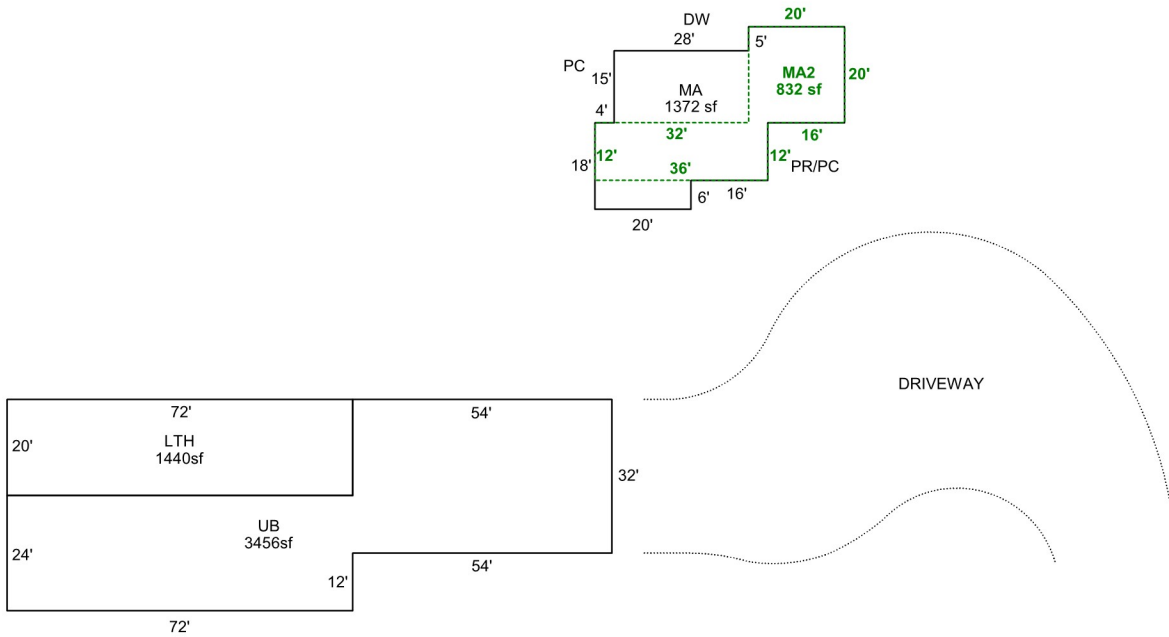 20'
DW
28'
5'
PC
15'
MA2
832 sf
20'
MA
1372 sf
4'
32'
16'
18'
12'
36'
12'
PR/PC
6'
16'
20'
DRIVEWAY
72'
54'
20'
LTH
1440sf
32'
UB
3456sf
24'
54'
12'
72'